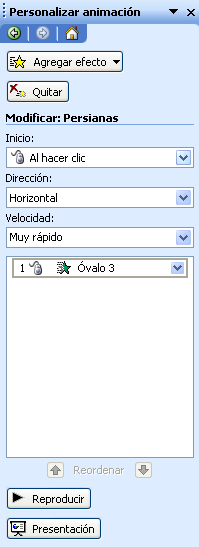 Personalizar animación
Agregar efecto
Quitar
Modificar: Persianas
Inicio:
Al hacer clic
Dirección:
Horizontal
Velocidad:
Muy rápido
1 Óvalo 3
Reordenar
Reproducir
Presentación